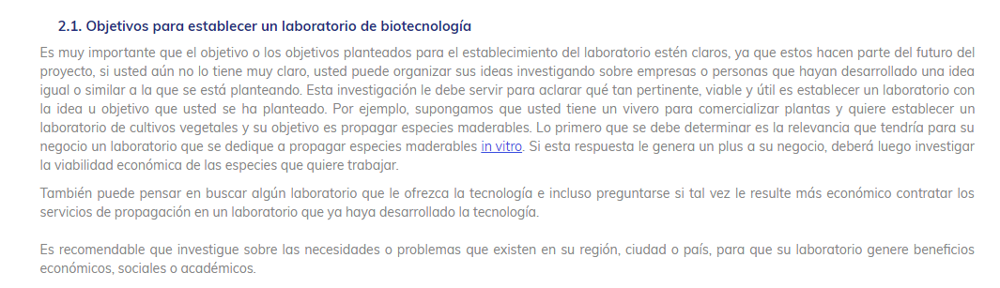 2.1. Objetivos para establecer un laboratorio de biotecnología
Es muy importante que el objetivo o los objetivos planteados para el establecimiento del laboratorio estén claros, ya que estos hacen parte del futuro del
proyecto, si usted aún no lo tiene muy claro, usted puede organizar sus ideas investigando sobre empresas o personas que hayan desarrollado una idea
igual o similar a la que se está planteando. Esta investigación le debe servir para aclarar qué tan pertinente, viable y útil es establecer un laboratorio con
la idea u objetivo que usted se ha planteado. Por ejemplo, supongamos que usted tiene un vivero para comercializar plantas y quiere establecer un
laboratorio de cultivos vegetales y su objetivo es propagar especies maderables. Lo primero que se debe determinar es la relevancia que tendría para su
negocio un laboratorio que se dedique a propagar especies maderables in vitro. Si esta respuesta le genera un plus a su negocio, deberá luego investigar
la viabilidad económica de las especies que quiere trabajar.
También puede pensar en buscar algún laboratorio que le ofrezca la tecnología e incluso preguntarse si tal vez le resulte más económico contratar los
servicios de propagación en un laboratorio que ya haya desarrollado la tecnología.
Es recomendable que investigue sobre las necesidades o problemas que existen en su región, ciudad o país, para que su laboratorio genere beneficios
económicos, sociales o académicos.